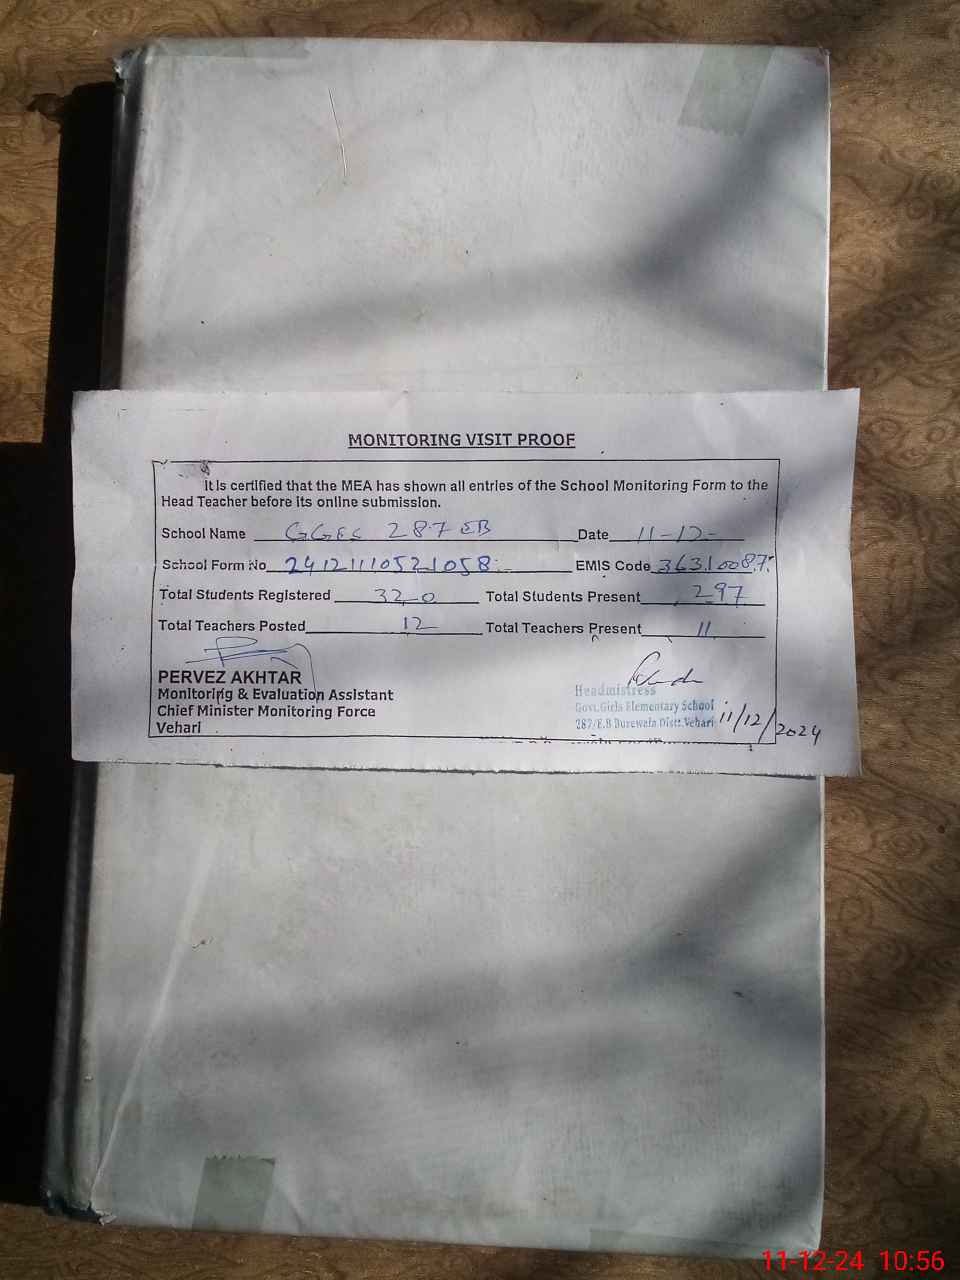 MONITORING VISIT PROOF
It is certified that the MEA has shown all entries of the School Monitoring Form to the
Head Teacher before its online submission.
School Name GGES 287 EB Date 11-12-
School Form No 24121110521058 EMIS Code 36310087
Total Students Registered 320 Total Students Present 297
Total Teachers Posted 12 Total Teachers Present 11
PERVEZ AKHTAR
Monitoring & Evaluation Assistant
Chief Minister Monitoring Force
Vehari
Headmistress
Govt. Girls Elementary School
287/E.B Burewala Distt. Vehari
11/12/2024
11-12-24 10:56